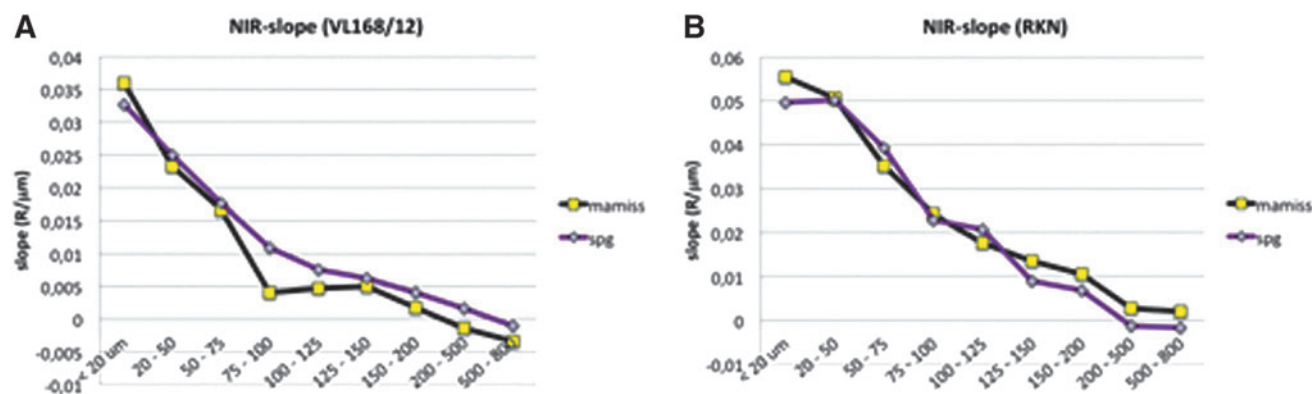 A
NIR-slope (VL168/12)
slope (R/μm)
0,04
0,035
0,03
0,025
0,02
0,015
0,01
0,005
0
-0,005
-0,01
< 20 um
20 - 50
50 - 75
75 - 100
100 - 125
125 - 150
150 - 200
200 - 500
500 - 800
mamiss
spg
B
NIR-slope (RKN)
slope (R/μm)
0,06
0,05
0,04
0,03
0,02
0,01
0
-0,01
< 20 um
20 - 50
50 - 75
75 - 100
100 - 125
125 - 150
150 - 200
200 - 500
500 - 800
mamiss
spg